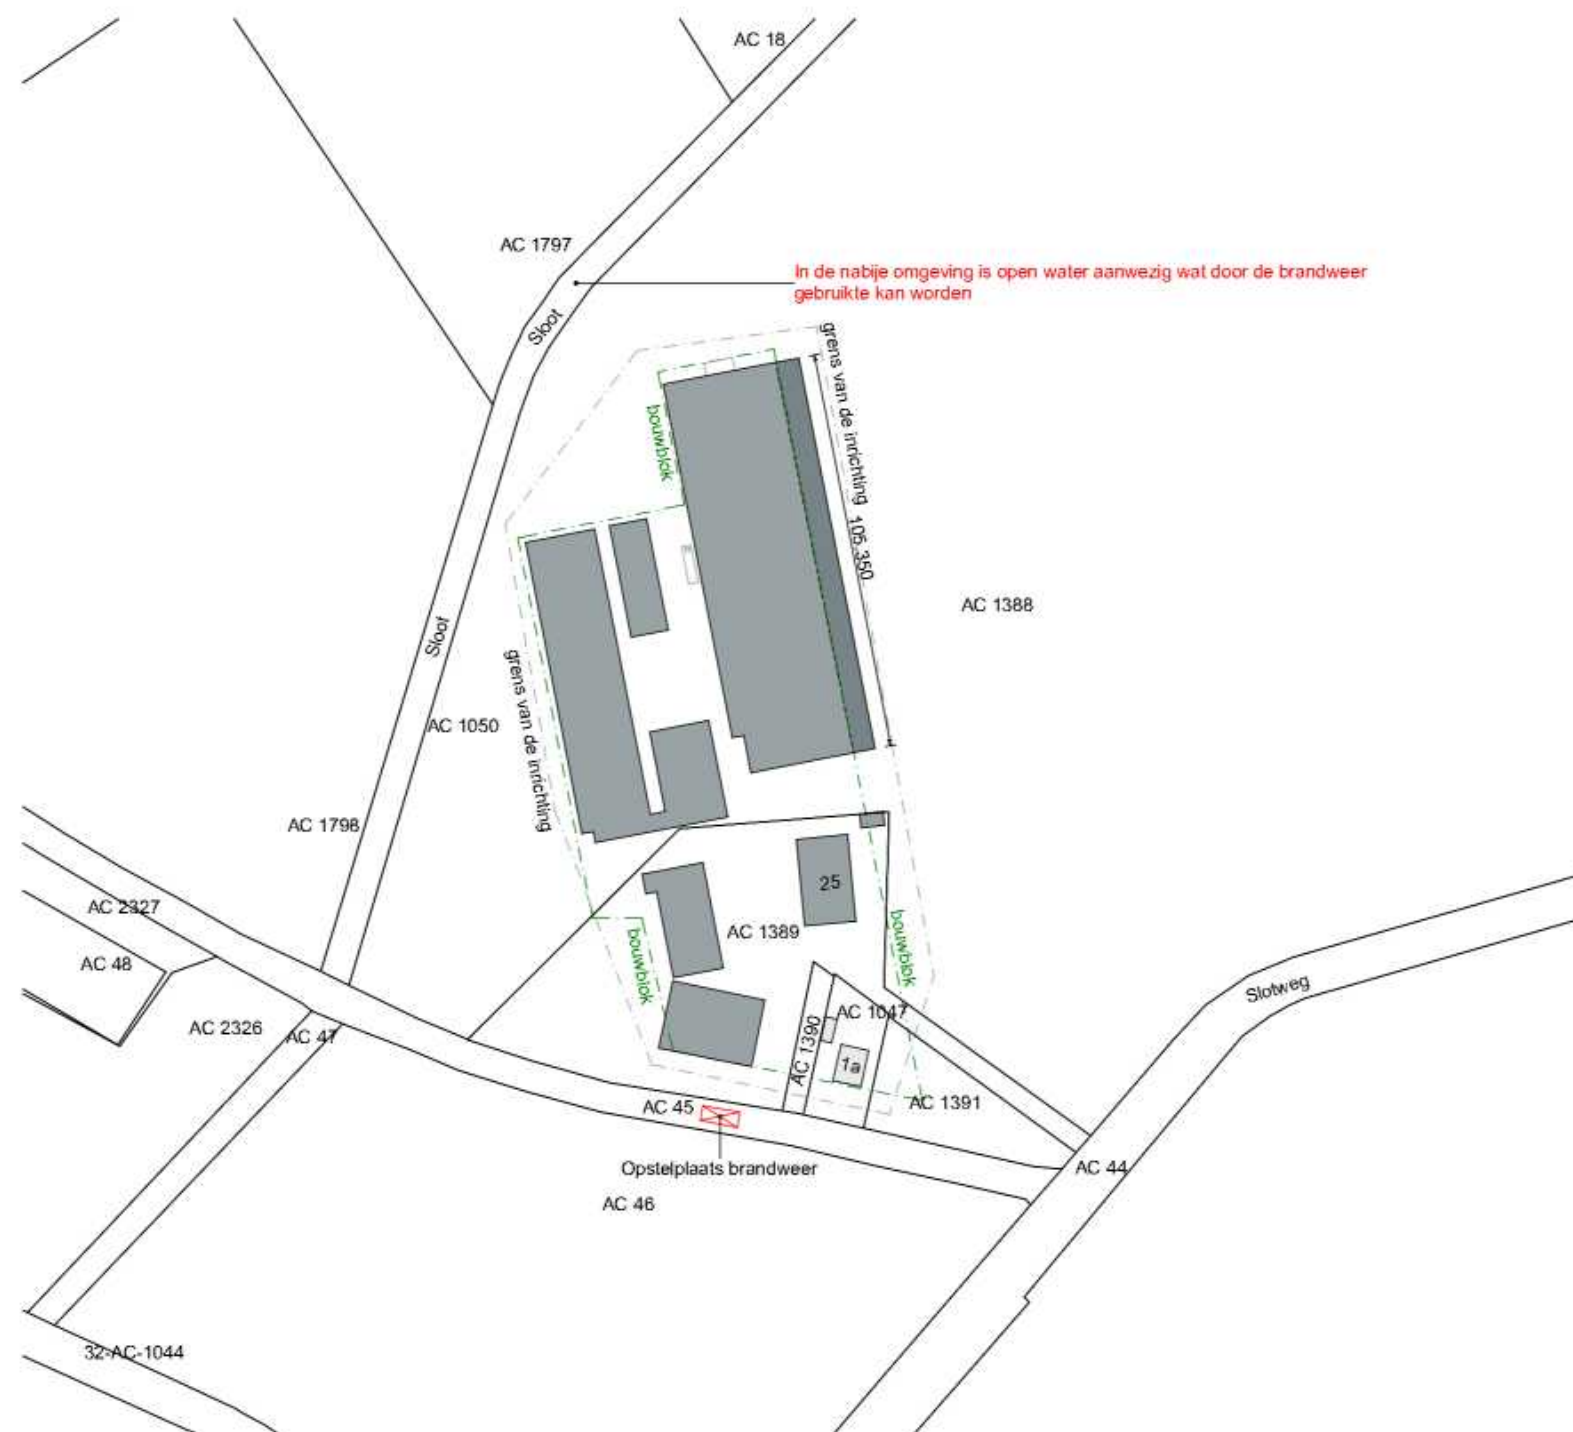 AC 18
AC 1797
In de nabije omgeving is open water aanwezig wat door de brandweer
gebruikte kan worden
Sloot
grens van de inrichting
bouwblok
105.350
AC 1388
Sloot
grens van de inrichting
AC 1050
AC 1798
25
AC 2327
AC 1389
bouwblok
bouwblok
AC 48
Slotweg
AC 2326
AC 47
AC 1047
AC 1390
1a
AC 1391
AC 45
Opstelplaats brandweer
AC 44
AC 46
32-AC-1044